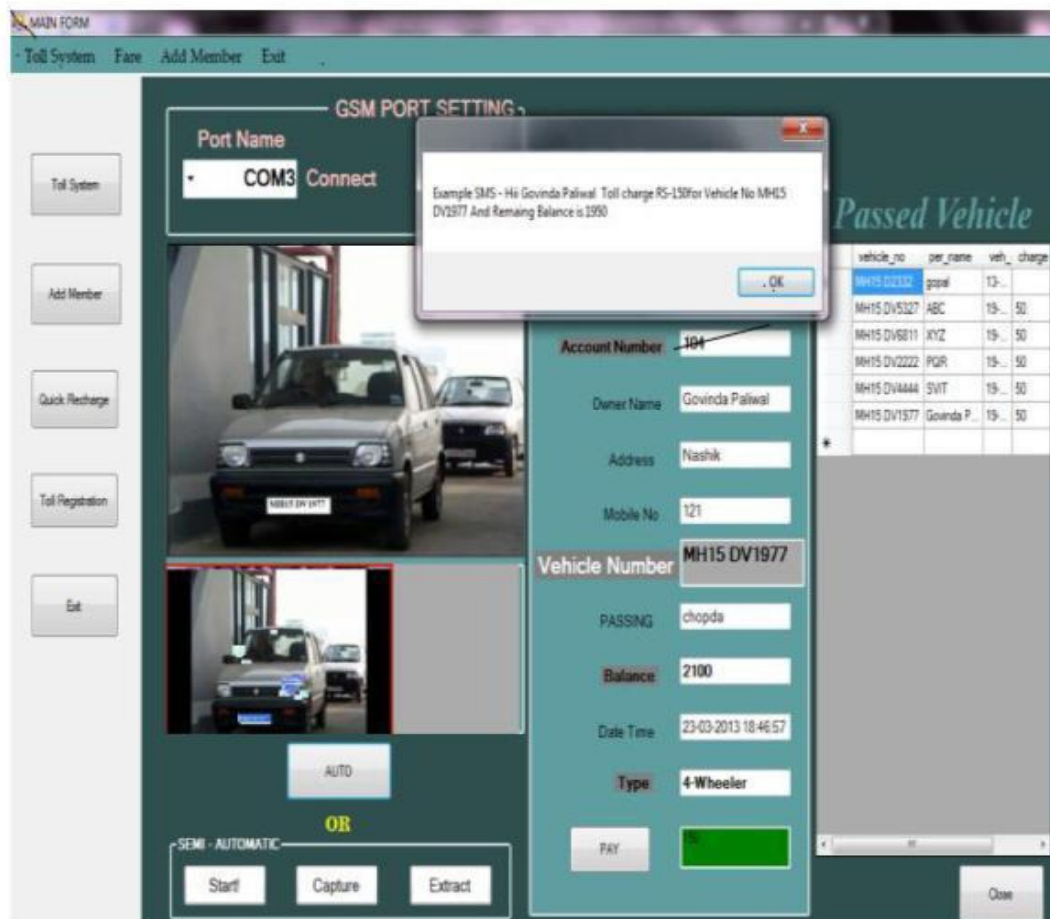 MAIN FORM
Toll System Fare Add Member Exit
GSM PORT SETTING
Port Name
COM3 Connect
Toll System
Add Member
Quick Recharge
Toll Registration
Exit
Example SMS - Hi Govinda Paliwal Toll charge RS-150for Vehicle No MH15
DV1977 And Remaing Balance is 1950
OK
Passed Vehicle
vehicle_no per_name veh_ charge
MH15 DZ332 gopal 13-...
MH15 DV5327 ABC 19-... 50
MH15 DV6811 XYZ 19-... 50
MH15 DV2222 PQR 19-... 50
MH15 DV4444 SVIT 19-... 50
MH15 DV1977 Govinda P... 19-... 50
MH15 DV 1977
Account Number 104
Owner Name Govinda Paliwal
Address Nashik
Mobile No 121
Vehicle Number MH15 DV1977
PASSING chopda
Balance 2100
Date Time 23-03-2013 18:46:57
Type 4-Wheeler
PAY
AUTO
OR
SEMI - AUTOMATIC
Start! Capture Extract
Close